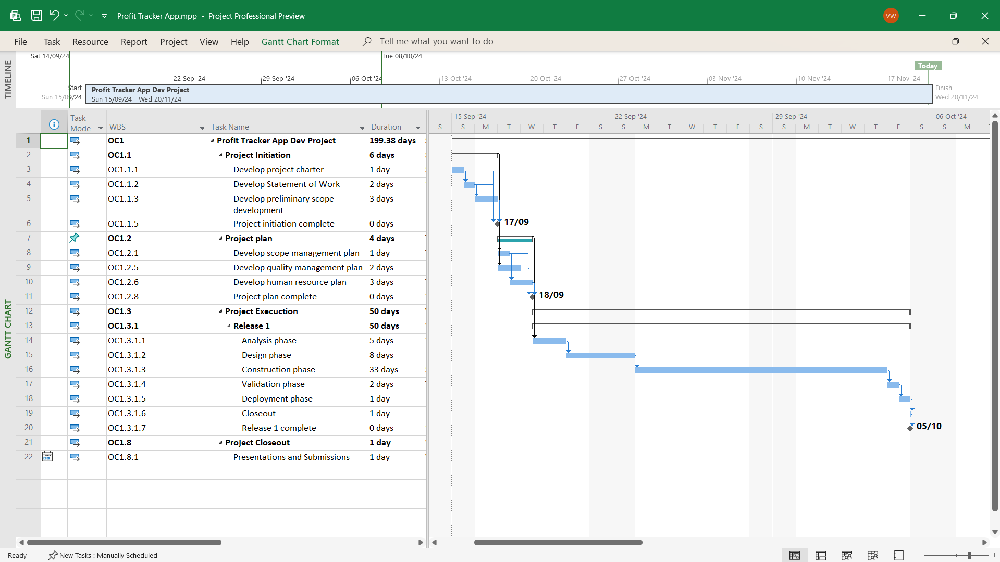 Profit Tracker App.mpp - Project Professional Preview
VW
File Task Resource Report Project View Help Gantt Chart Format Tell me what you want to do
TIMELINE
Sat 14/09/24 Tue 08/10/24
Today
22 Sep '24 29 Sep '24 06 Oct '24 13 Oct '24 20 Oct '24 27 Oct '24 03 Nov '24 10 Nov '24 17 Nov '24
Start
Sun 15/09/24
Profit Tracker App Dev Project
Sun 15/09/24 - Wed 20/11/24
Finish
Wed 20/11/24
GANTT CHART
Task Mode WBS Task Name Duration
15 Sep '24 22 Sep '24 29 Sep '24 06 Oct '24
S S M T W T F S S M T W T F S S M T W T F S S M
1 OC1 Profit Tracker App Dev Project 199.38 days
2 OC1.1 Project Initiation 6 days
3 OC1.1.1 Develop project charter 1 day
4 OC1.1.2 Develop Statement of Work 2 days
5 OC1.1.3 Develop preliminary scope development 3 days
6 OC1.1.5 Project initiation complete 0 days 17/09
7 OC1.2 Project plan 4 days
8 OC1.2.1 Develop scope management plan 1 day
9 OC1.2.5 Develop quality management plan 2 days
10 OC1.2.6 Develop human resource plan 3 days
11 OC1.2.8 Project plan complete 0 days 18/09
12 OC1.3 Project Execuction 50 days
13 OC1.3.1 Release 1 50 days
14 OC1.3.1.1 Analysis phase 5 days
15 OC1.3.1.2 Design phase 8 days
16 OC1.3.1.3 Construction phase 33 days
17 OC1.3.1.4 Validation phase 2 days
18 OC1.3.1.5 Deployment phase 1 day
19 OC1.3.1.6 Closeout 1 day
20 OC1.3.1.7 Release 1 complete 0 days 05/10
21 OC1.8 Project Closeout 1 day
22 OC1.8.1 Presentations and Submissions 1 day
Ready New Tasks : Manually Scheduled